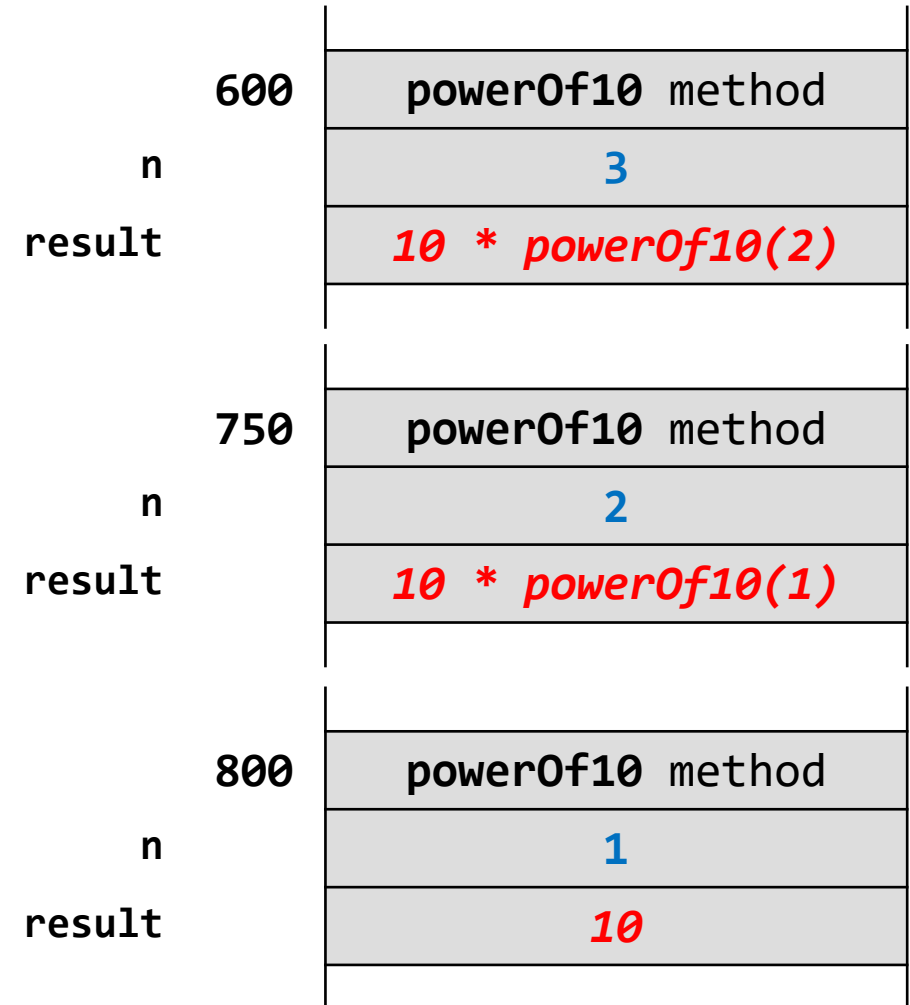 600 powerOf10 method
n 3
result 10 * powerOf10(2)
750 powerOf10 method
n 2
result 10 * powerOf10(1)
800 powerOf10 method
n 1
result 10